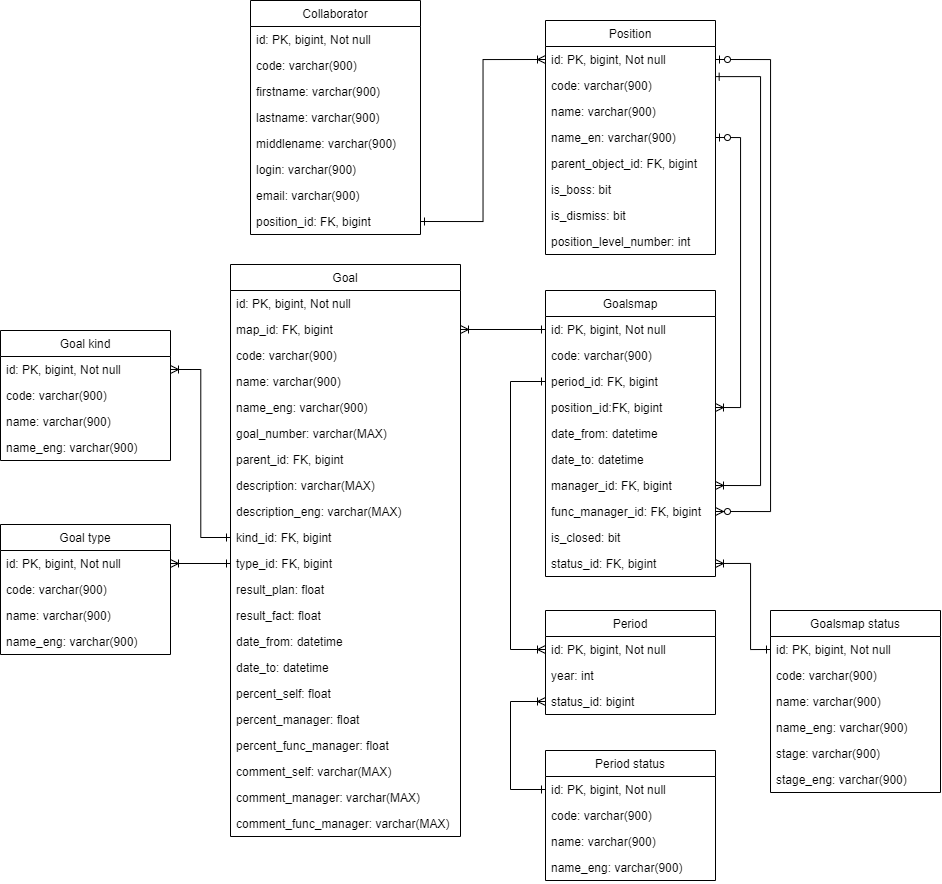 Collaborator
id: PK, bigint, Not null
code: varchar(900)
firstname: varchar(900)
lastname: varchar(900)
middlename: varchar(900)
login: varchar(900)
email: varchar(900)
position_id: FK, bigint
Position
id: PK, bigint, Not null
code: varchar(900)
name: varchar(900)
name_en: varchar(900)
parent_object_id: FK, bigint
is_boss: bit
is_dismiss: bit
position_level_number: int
Goal kind
id: PK, bigint, Not null
code: varchar(900)
name: varchar(900)
name_eng: varchar(900)
Goal type
id: PK, bigint, Not null
code: varchar(900)
name: varchar(900)
name_eng: varchar(900)
Goal
id: PK, bigint, Not null
map_id: FK, bigint
code: varchar(900)
name: varchar(900)
name_eng: varchar(900)
goal_number: varchar(MAX)
parent_id: FK, bigint
description: varchar(MAX)
description_eng: varchar(MAX)
kind_id: FK, bigint
type_id: FK, bigint
result_plan: float
result_fact: float
date_from: datetime
date_to: datetime
percent_self: float
percent_manager: float
percent_func_manager: float
comment_self: varchar(MAX)
comment_manager: varchar(MAX)
comment_func_manager: varchar(MAX)
Goalsmap
id: PK, bigint, Not null
code: varchar(900)
period_id: FK, bigint
position_id:FK, bigint
date_from: datetime
date_to: datetime
manager_id: FK, bigint
func_manager_id: FK, bigint
is_closed: bit
status_id: FK, bigint
Period
id: PK, bigint, Not null
year: int
status_id: bigint
Period status
id: PK, bigint, Not null
code: varchar(900)
name: varchar(900)
name_eng: varchar(900)
Goalsmap status
id: PK, bigint, Not null
code: varchar(900)
name: varchar(900)
name_eng: varchar(900)
stage: varchar(900)
stage_eng: varchar(900)